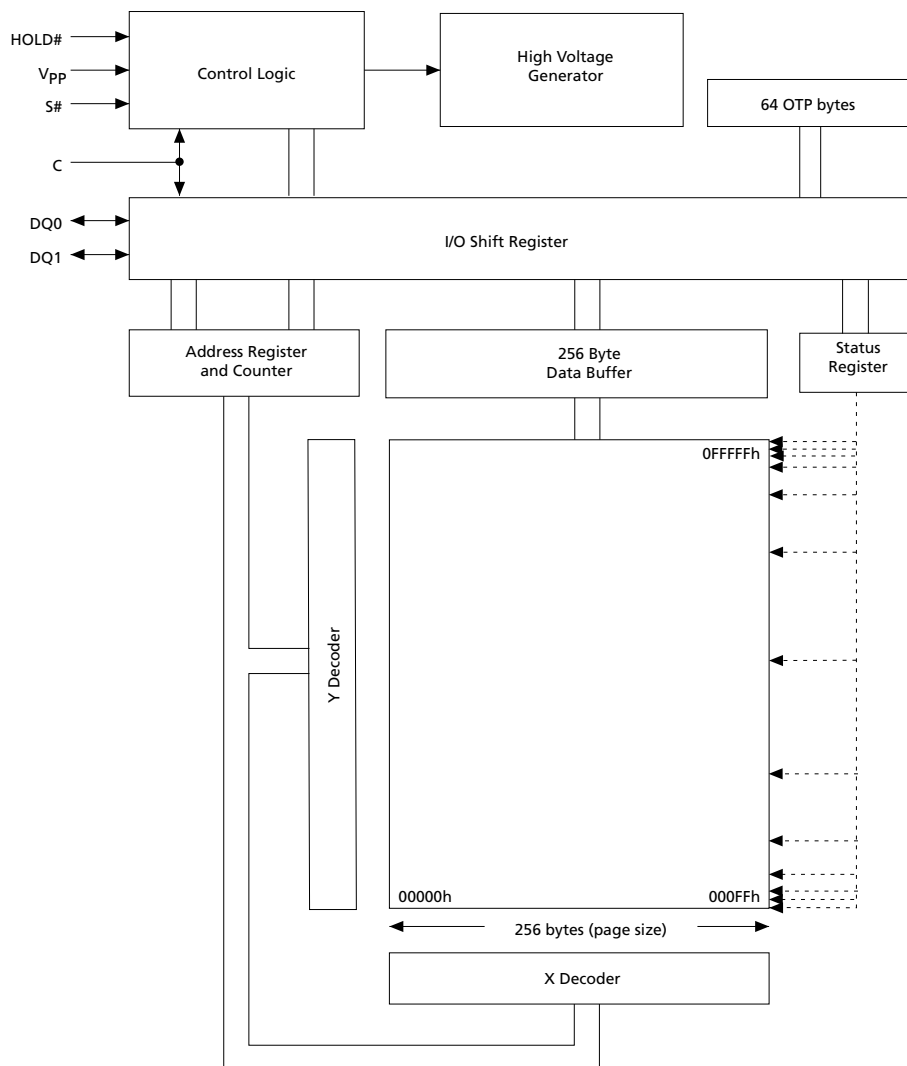 HOLD#
VPP
S#
Control Logic
High Voltage
Generator
64 OTP bytes
C
DQ0
DQ1
I/O Shift Register
Address Register
and Counter
256 Byte
Data Buffer
Status
Register
0FFFFFh
Y Decoder
00000h
000FFh
256 bytes (page size)
X Decoder